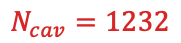 N_cav = 1232